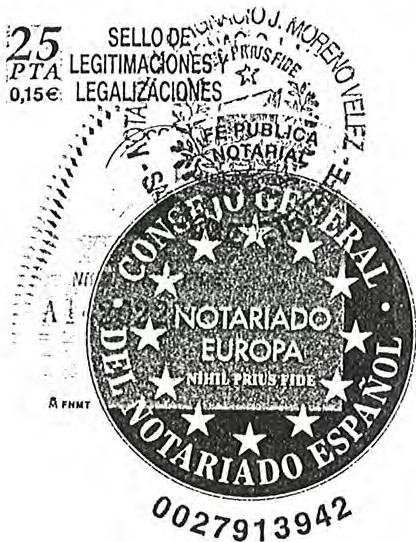 25
PTA
0,15€
SELLO DE
LEGITIMACIONES Y
LEGALIZACIONES
IGNACIO J. MORENO VELEZ
PRIUS FIDE
FE PUBLICA
NOTARIAL
CONSEJO GENERAL
DEL NOTARIADO ESPAÑOL
NOTARIADO
EUROPA
NIHIL PRIUS FIDE
FNMT
0027913942